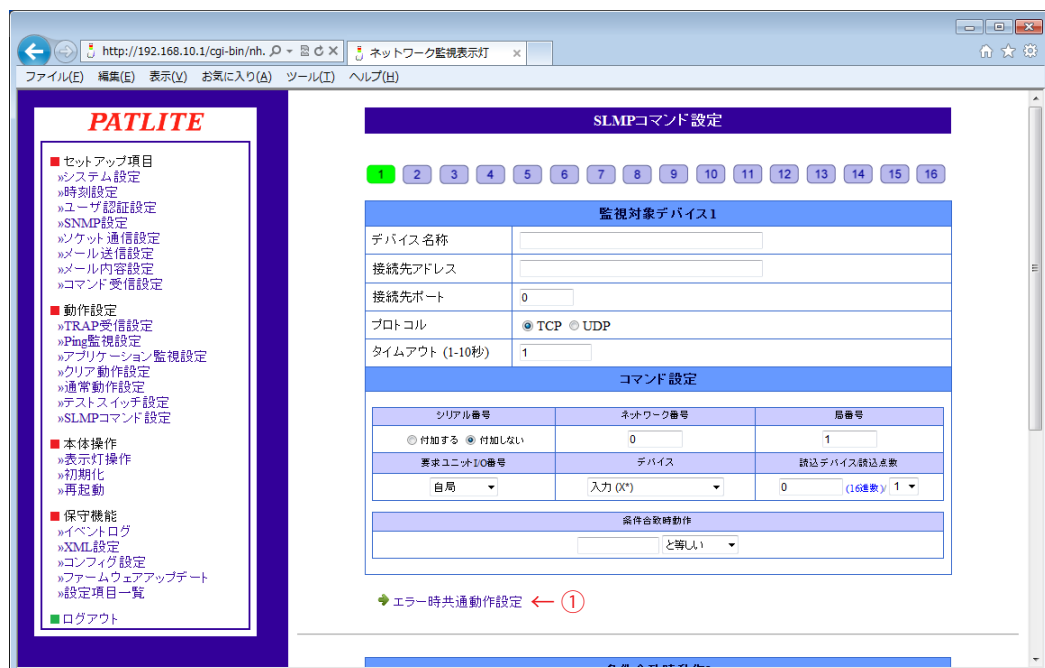 http://192.168.10.1/cgi-bin/nh.
ネットワーク監視表示灯
ファイル(F) 編集(E) 表示(V) お気に入り(A) ツール(T) ヘルプ(H)
PATLITE
セットアップ項目
»システム設定
»時刻設定
»ユーザ認証設定
»SNMP設定
»ソケット通信設定
»メール送信設定
»メール内容設定
»コマンド受信設定
動作設定
»TRAP受信設定
»Ping監視設定
»アプリケーション監視設定
»クリア動作設定
»通常動作設定
»テストスイッチ設定
»SLMPコマンド設定
本体操作
»表示灯操作
»初期化
»再起動
保守機能
»イベントログ
»XML設定
»コンフィグ設定
»ファームウェアアップデート
»設定項目一覧
ログアウト
SLMPコマンド設定
1 2 3 4 5 6 7 8 9 10 11 12 13 14 15 16
監視対象デバイス1
デバイス名称
接続先アドレス
接続先ポート 0
プロトコル TCP UDP
タイムアウト (1-10秒) 1
コマンド設定
シリアル番号 ネットワーク番号 局番号
付加する 付加しない 0 1
要求ユニットI/O番号 デバイス 読込デバイス/読込点数
自局 入力 (X*) 0 (16進数)/ 1
条件合致時動作
と等しい
エラー時共通動作設定 ← ①